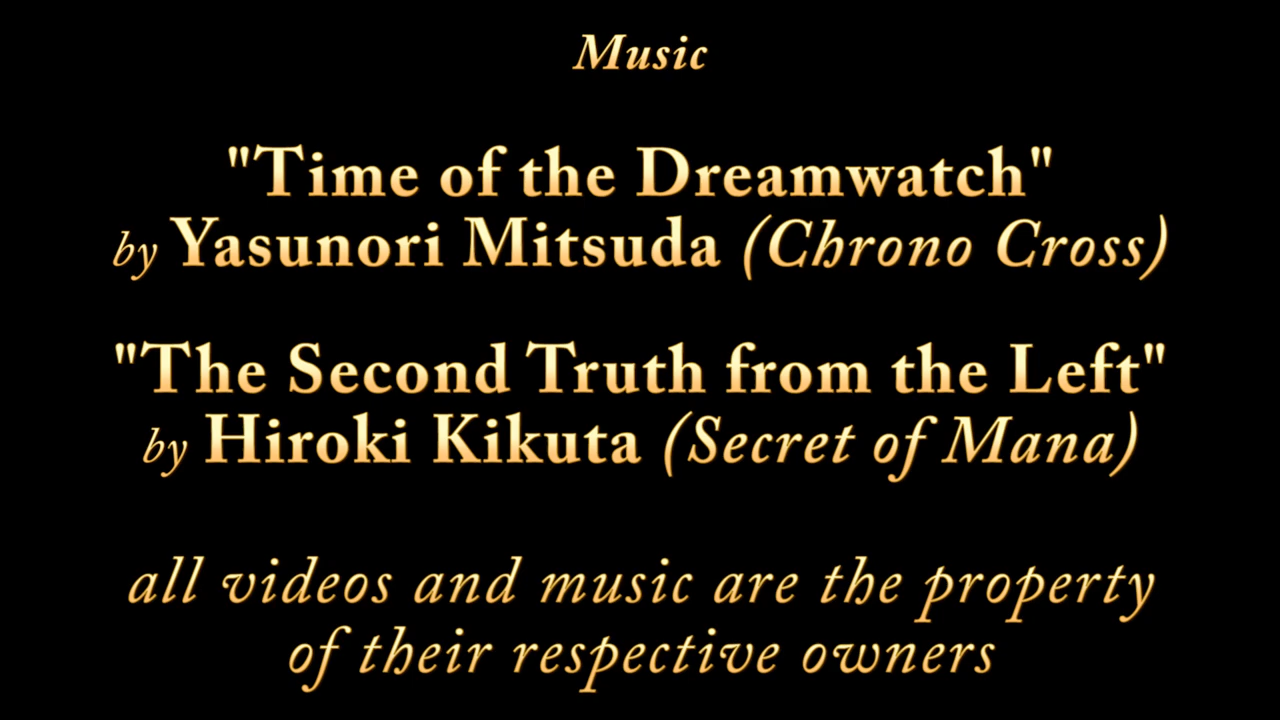 Music
"Time of the Dreamwatch"
by Yasunori Mitsuda (Chrono Cross)
"The Second Truth from the Left"
by Hiroki Kikuta (Secret of Mana)
all videos and music are the property
of their respective owners